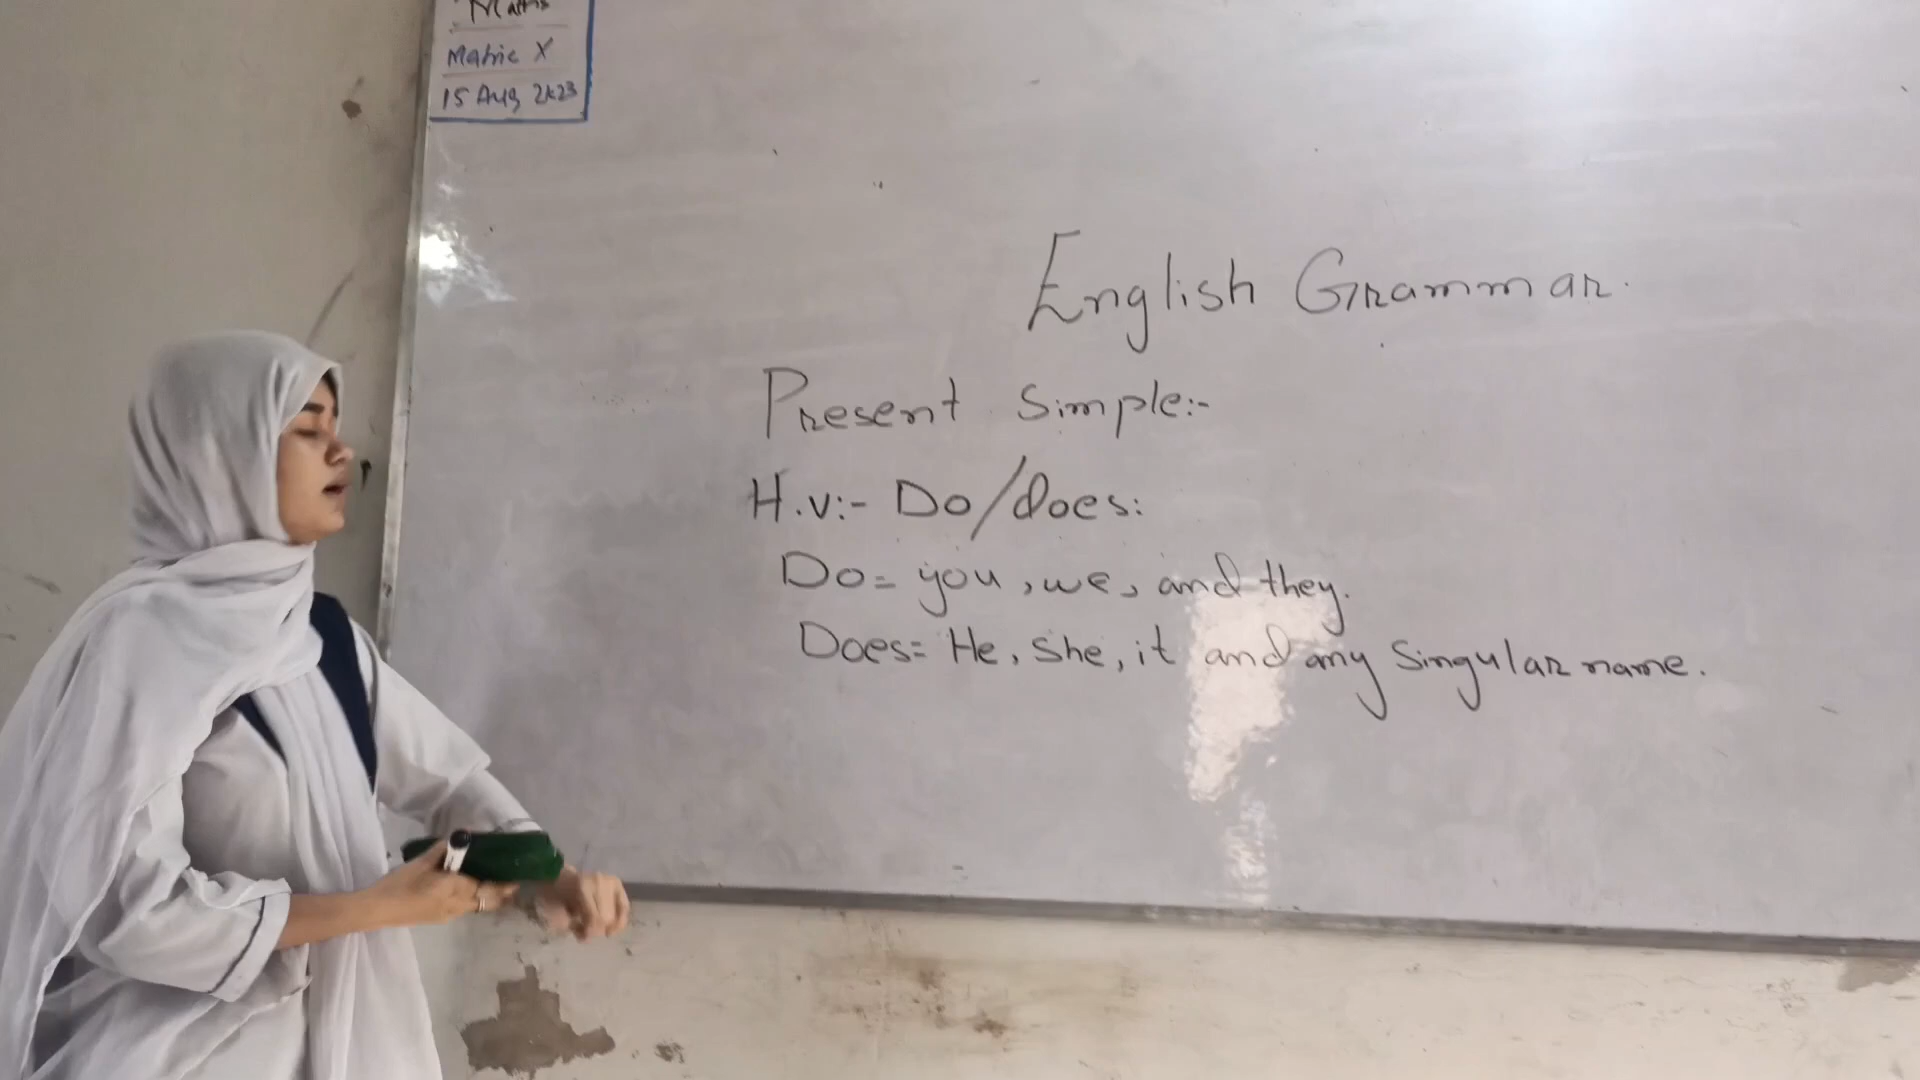 Maths
Matric X
15 Aug 2k23
English Grammar.
Present Simple:-
H.v:- Do/does:
Do= you, we, and they.
Does= He, She, it and any Singular name.